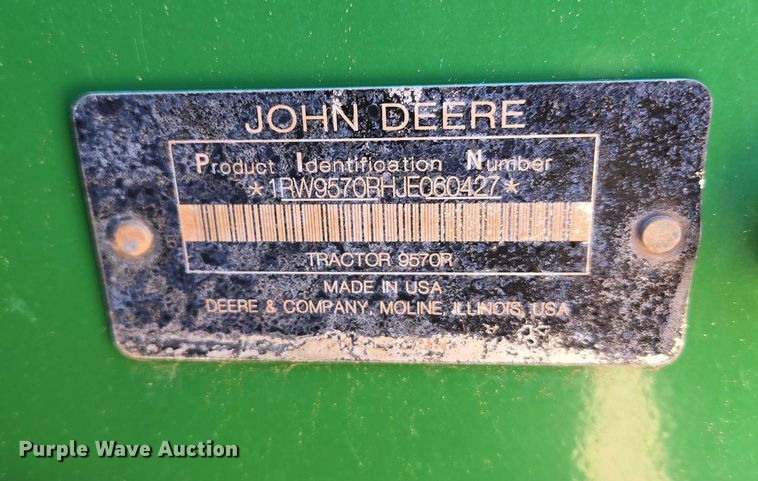 JOHN DEERE
Product Identification Number
*1RW9570RHJE060427*
TRACTOR 9570R
MADE IN USA
DEERE & COMPANY, MOLINE, ILLINOIS, USA
Purple Wave Auction